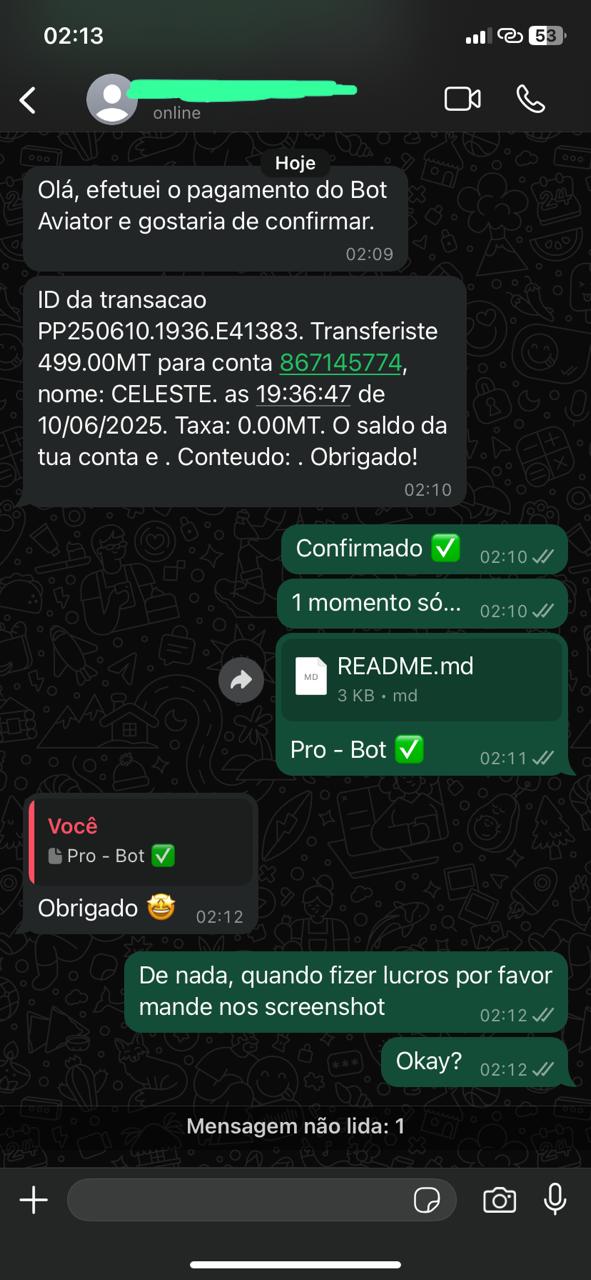 02:13
53
online
Hoje
Olá, efetuei o pagamento do Bot
Aviator e gostaria de confirmar.
02:09
ID da transacao
PP250610.1936.E41383. Transferiste
499.00MT para conta 867145774,
nome: CELESTE. as 19:36:47 de
10/06/2025. Taxa: 0.00MT. O saldo da
tua conta e . Conteudo: . Obrigado!
02:10
Confirmado ✅ 02:10
1 momento só... 02:10
MD
README.md
3 KB • md
Pro - Bot ✅ 02:11
Você
Pro - Bot ✅
Obrigado 🤩 02:12
De nada, quando fizer lucros por favor
mande nos screenshot 02:12
Okay? 02:12
Mensagem não lida: 1